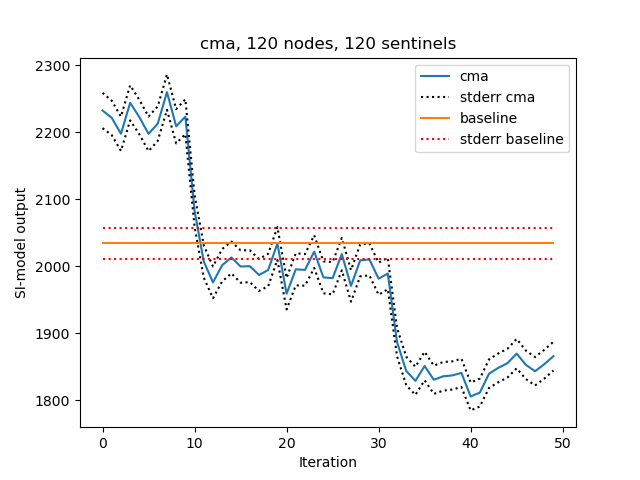 cma, 120 nodes, 120 sentinels
2300
2200
2100
2000
1900
1800
SI-model output
cma
stderr cma
baseline
stderr baseline
0 10 20 30 40 50
Iteration